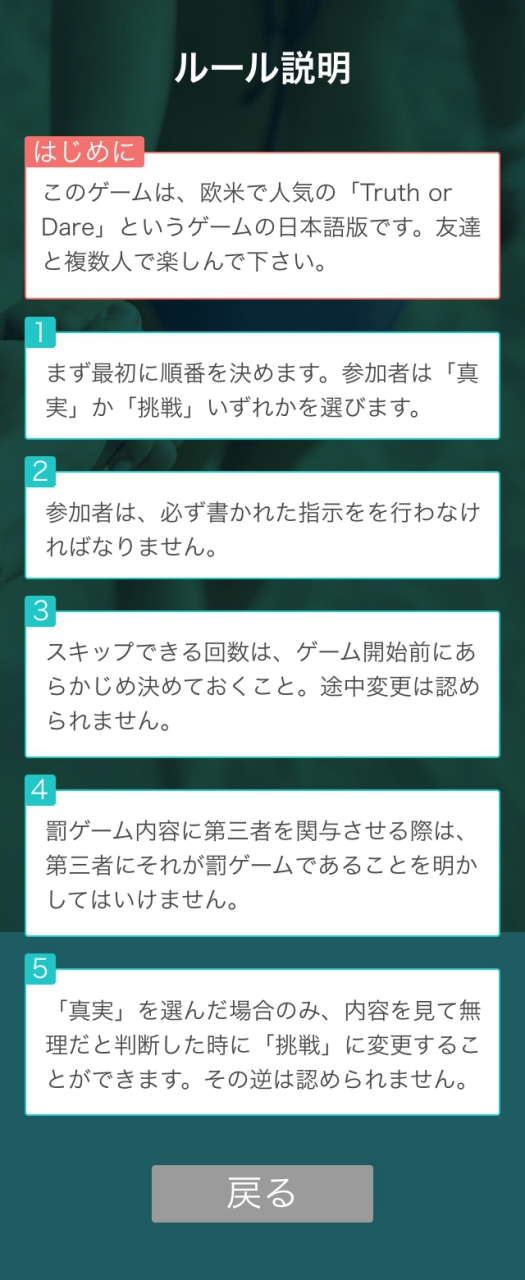 ルール説明
はじめに
このゲームは、欧米で人気の「Truth or
Dare」というゲームの日本語版です。友達
と複数人で楽しんで下さい。
1
まず最初に順番を決めます。参加者は「真
実」か「挑戦」いずれかを選びます。
2
参加者は、必ず書かれた指示をを行わなけ
ればなりません。
3
スキップできる回数は、ゲーム開始前にあ
らかじめ決めておくこと。途中変更は認め
られません。
4
罰ゲーム内容に第三者を関与させる際は、
第三者にそれが罰ゲームであることを明か
してはいけません。
5
「真実」を選んだ場合のみ、内容を見て無
理だと判断した時に「挑戦」に変更するこ
とができます。その逆は認められません。
戻る